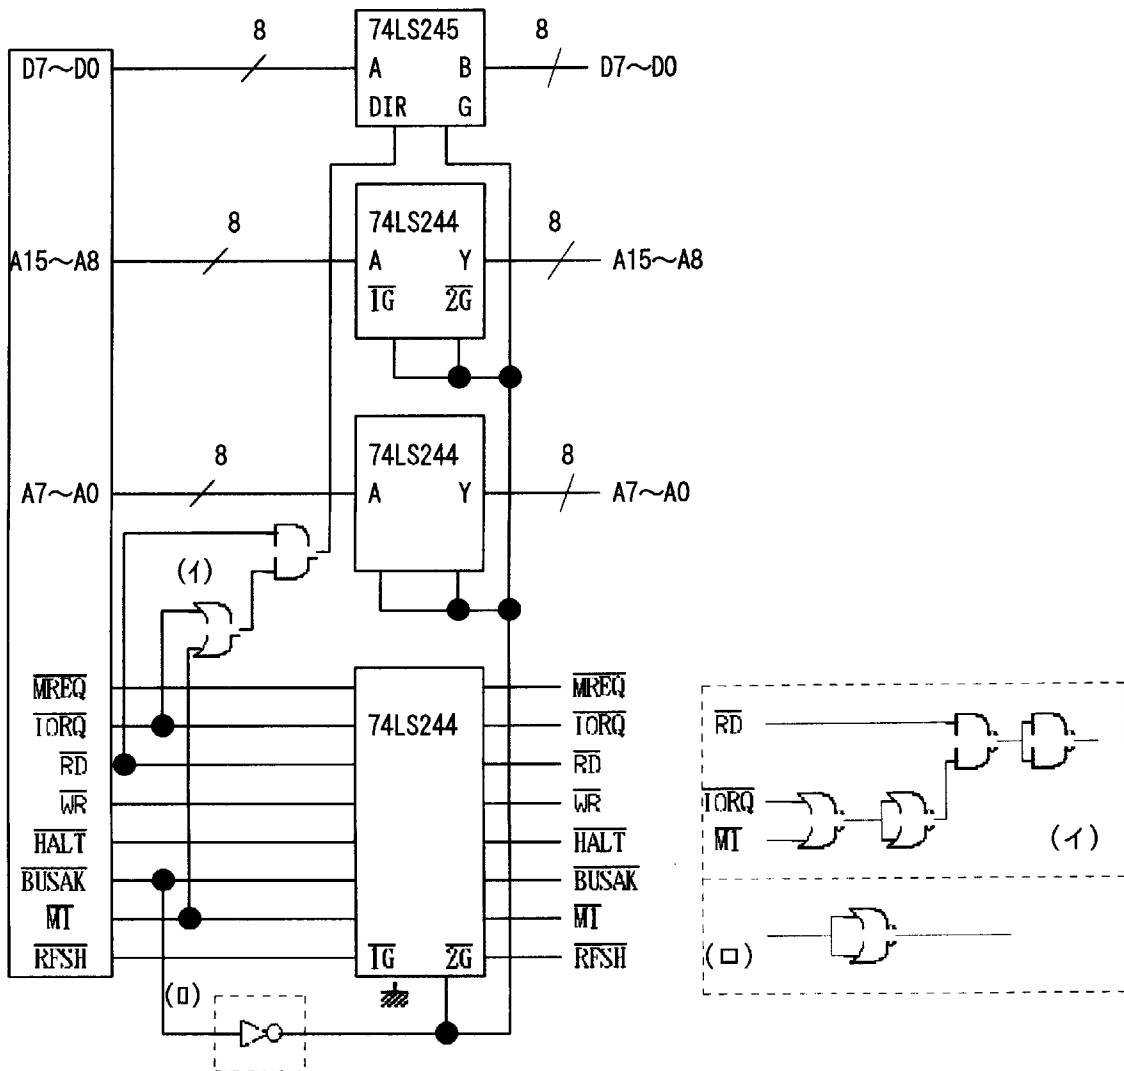 8
74LS245
8
D7～D0
A
B
D7～D0
DIR
G
8
74LS244
8
A15～A8
A
Y
A15～A8
1G
2G
8
74LS244
8
A7～A0
A
Y
A7～A0
(イ)
MREQ
MREQ
IORQ
74LS244
IORQ
RD
RD
WR
WR
HALT
HALT
BUSAK
BUSAK
M1
M1
RFSH
1G
2G
RFSH
(ロ)
RD
IORQ
M1
(イ)
(ロ)